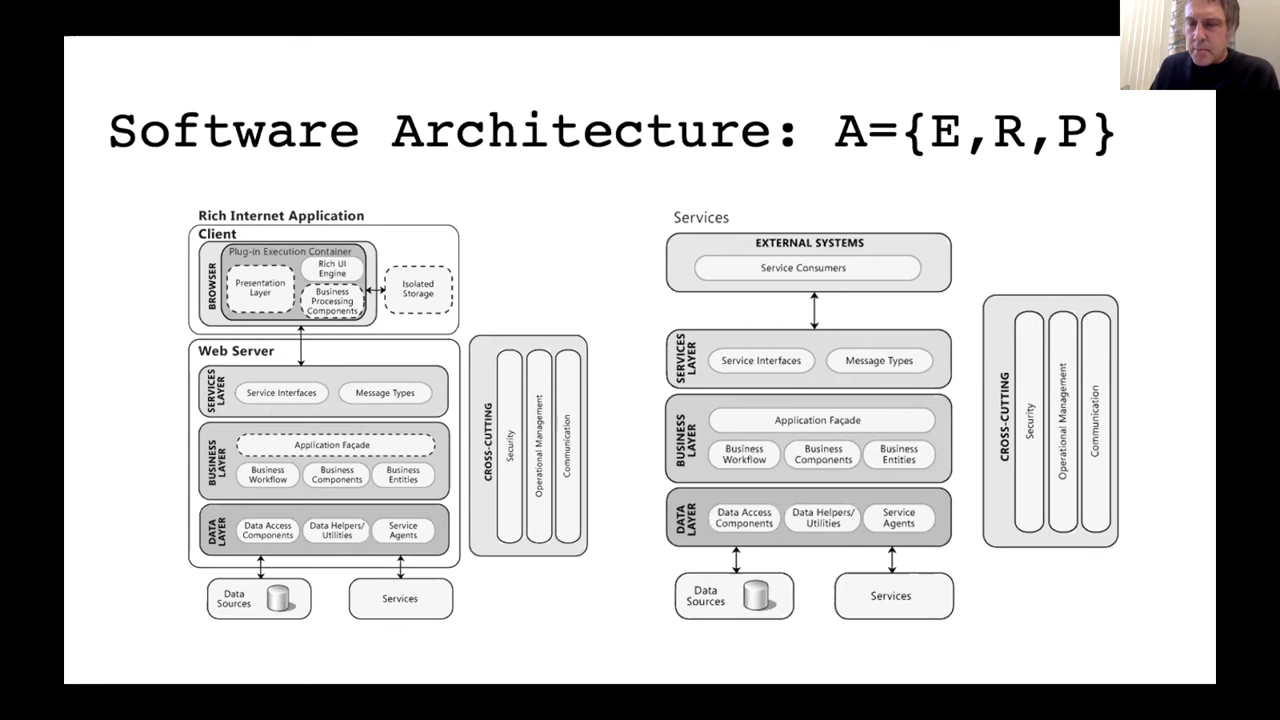 Software Architecture: A={E,R,P}
Rich Internet Application
Client
Plug-in Execution Container
BROWSER
Presentation
Layer
Rich UI
Engine
Business
Processing
Components
Isolated
Storage
Web Server
SERVICES
LAYER
Service Interfaces
Message Types
BUSINESS
LAYER
Application Façade
Business
Workflow
Business
Components
Business
Entities
DATA
LAYER
Data Access
Components
Data Helpers/
Utilities
Service
Agents
Data
Sources
Services
CROSS-CUTTING
Security
Operational Management
Communication
Services
EXTERNAL SYSTEMS
Service Consumers
SERVICES
LAYER
Service Interfaces
Message Types
BUSINESS
LAYER
Application Façade
Business
Workflow
Business
Components
Business
Entities
DATA
LAYER
Data Access
Components
Data Helpers/
Utilities
Service
Agents
Data
Sources
Services
CROSS-CUTTING
Security
Operational Management
Communication